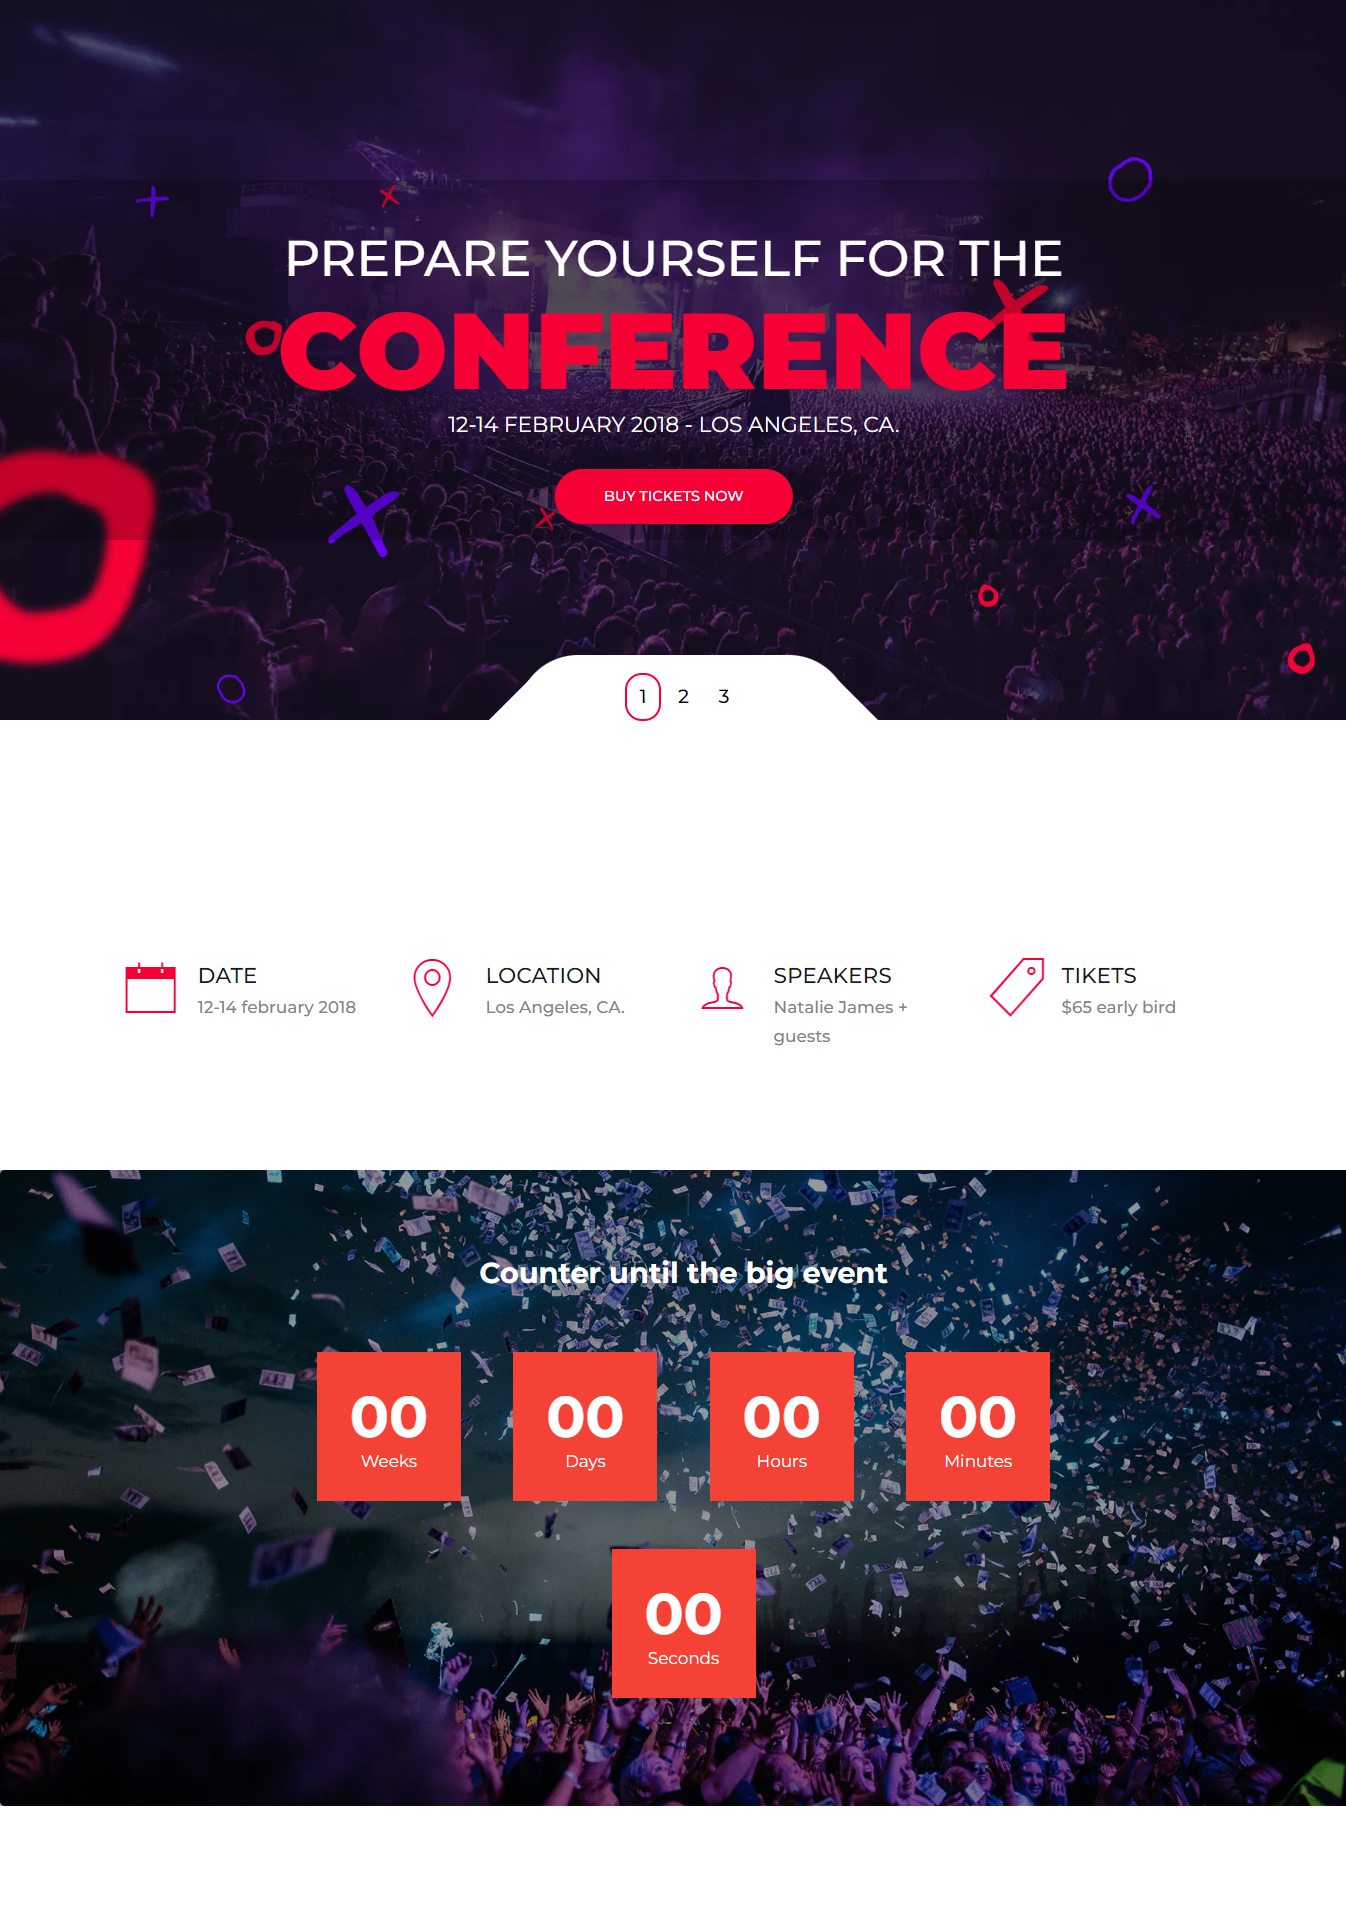 PREPARE YOURSELF FOR THE
CONFERENCE
12-14 FEBRUARY 2018 - LOS ANGELES, CA.
BUY TICKETS NOW
1 2 3
DATE
12-14 february 2018
LOCATION
Los Angeles, CA.
SPEAKERS
Natalie James +
guests
TIKETS
$65 early bird
Counter until the big event
00
Weeks
00
Days
00
Hours
00
Minutes
00
Seconds